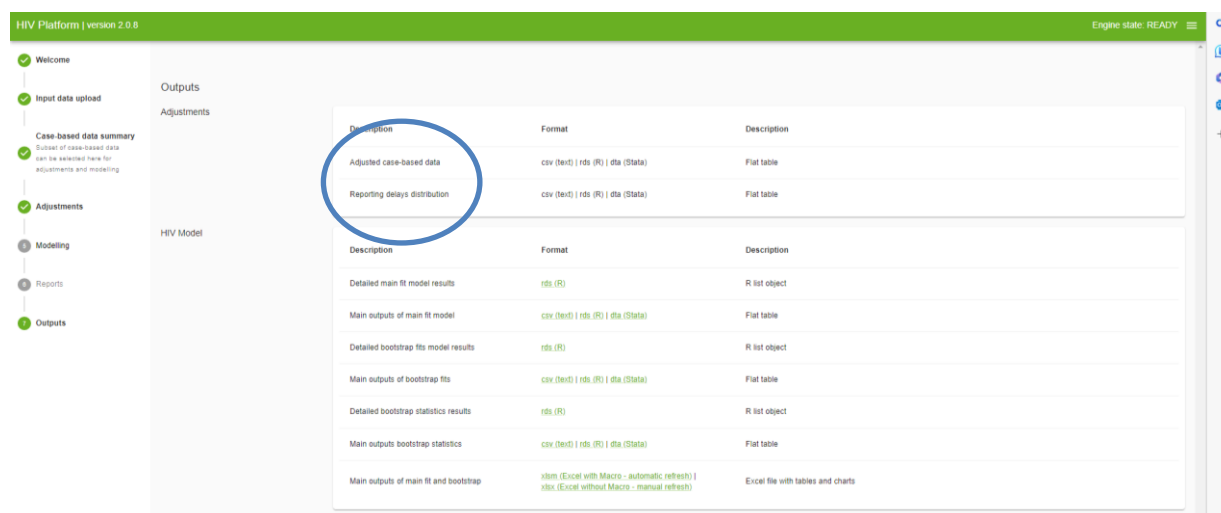 HIV Platform | version 2.0.8
Engine state: READY
Welcome
Input data upload
Case-based data summary
Subset of case-based data
can be selected here for
adjustments and modelling
Adjustments
5 Modelling
6 Reports
7 Outputs
Outputs
Adjustments
Description Format Description
Adjusted case-based data csv (text) | rds (R) | dta (Stata) Flat table
Reporting delays distribution csv (text) | rds (R) | dta (Stata) Flat table
HIV Model
Description Format Description
Detailed main fit model results rds (R) R list object
Main outputs of main fit model csv (text) | rds (R) | dta (Stata) Flat table
Detailed bootstrap fits model results rds (R) R list object
Main outputs of bootstrap fits csv (text) | rds (R) | dta (Stata) Flat table
Detailed bootstrap statistics results rds (R) R list object
Main outputs bootstrap statistics csv (text) | rds (R) | dta (Stata) Flat table
Main outputs of main fit and bootstrap xlsm (Excel with Macro - automatic refresh) | Excel file with tables and charts
xlsx (Excel without Macro - manual refresh)